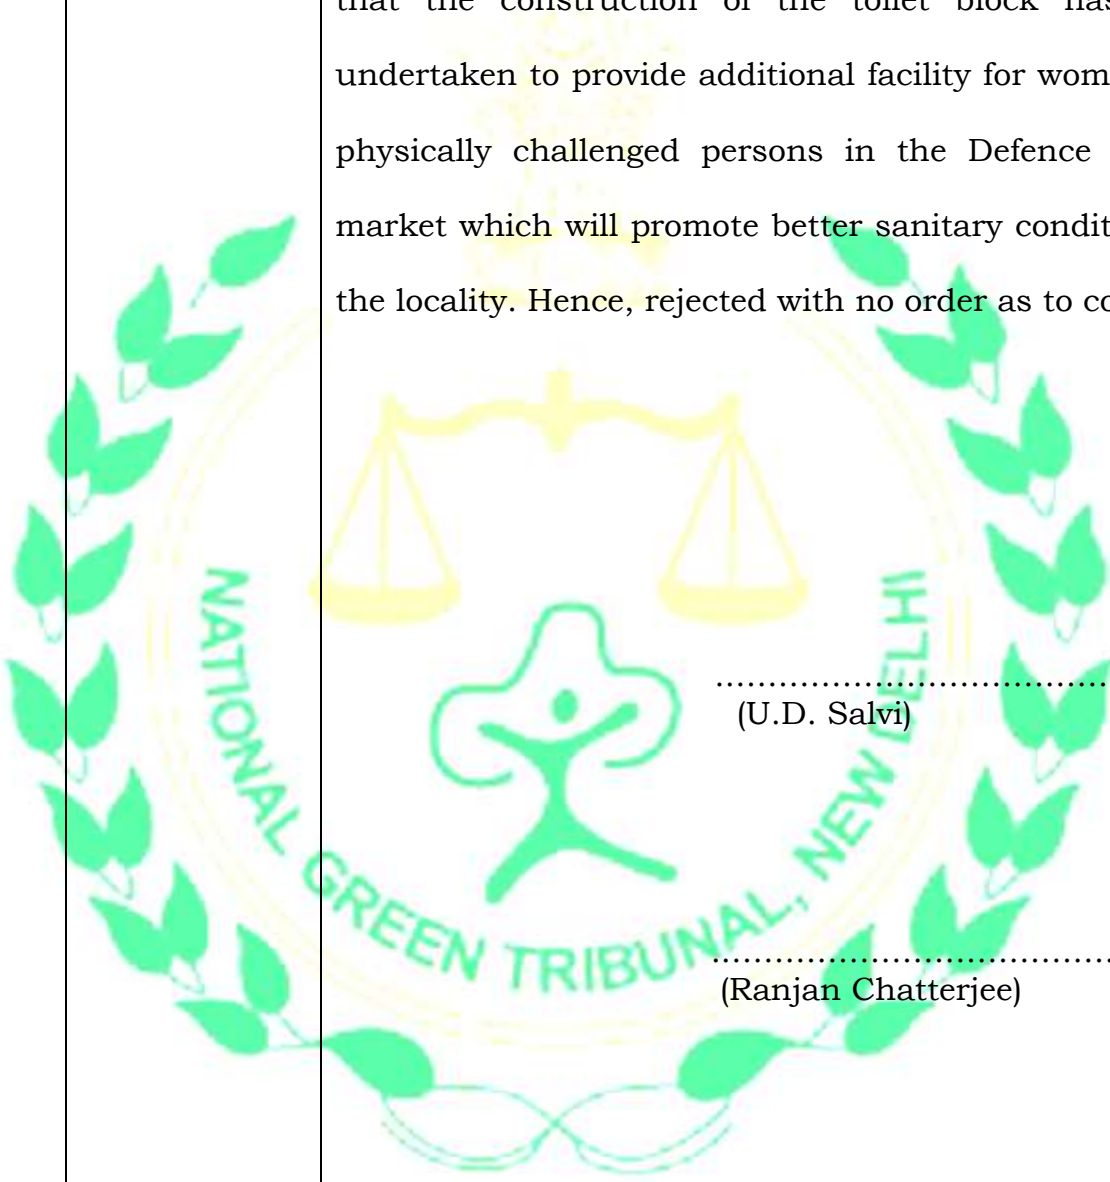 that the construction of the toilet block has
undertaken to provide additional facility for wom
physically challenged persons in the Defence
market which will promote better sanitary condit
the locality. Hence, rejected with no order as to co
NATIONAL GREEN TRIBUNAL, NEW DELHI
......................................
(U.D. Salvi)
......................................
(Ranjan Chatterjee)